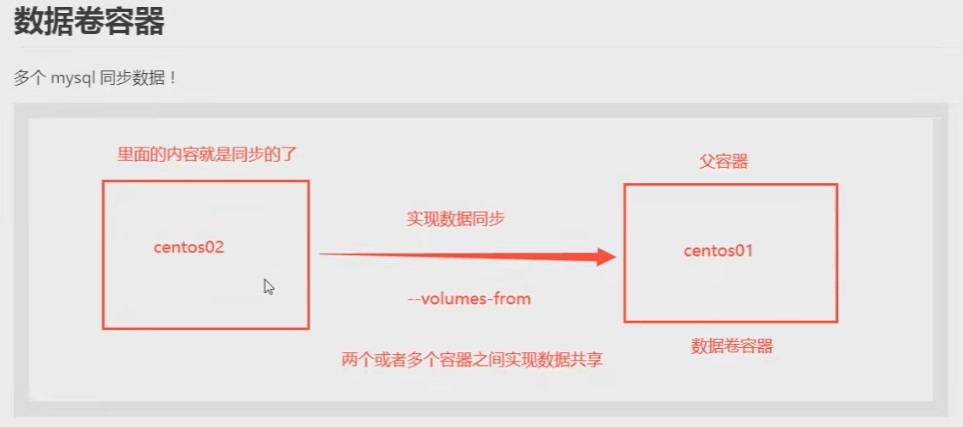 数据卷容器
多个 mysql 同步数据！
里面的内容就是同步的了
父容器
实现数据同步
centos02
centos01
--volumes-from
数据卷容器
两个或者多个容器之间实现数据共享